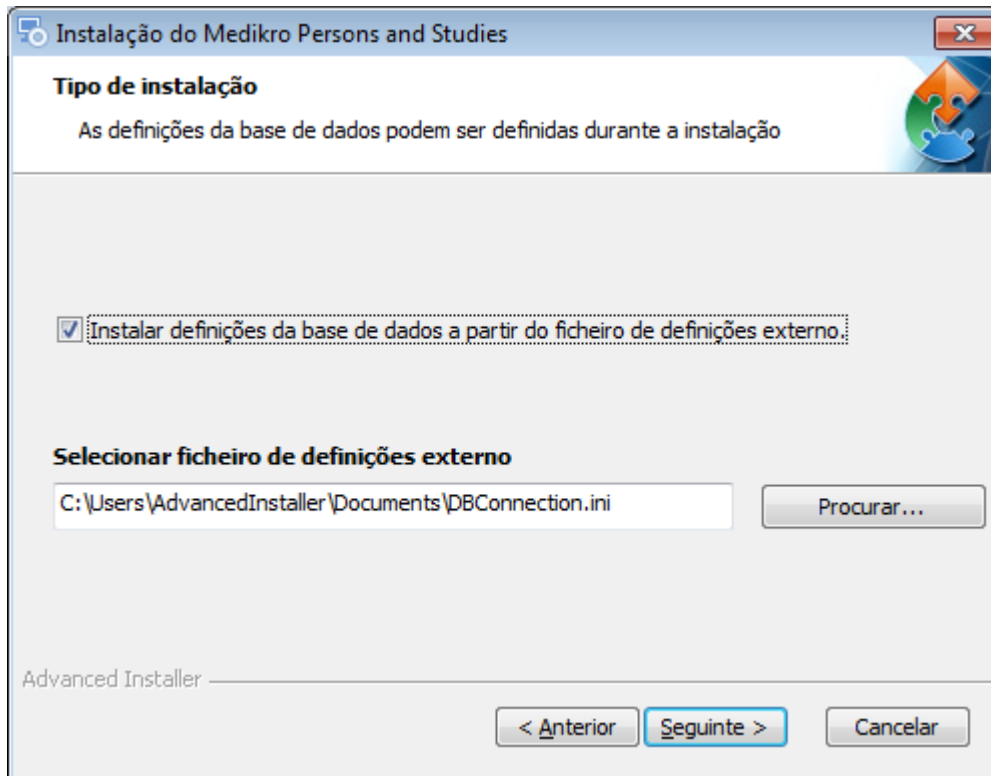 Instalação do Medikro Persons and Studies
Tipo de instalação
As definições da base de dados podem ser definidas durante a instalação
Instalar definições da base de dados a partir do ficheiro de definições externo.
Selecionar ficheiro de definições externo
C:\Users\AdvancedInstaller\Documents\DBConnection.ini
Procurar...
Advanced Installer
< Anterior
Seguinte >
Cancelar